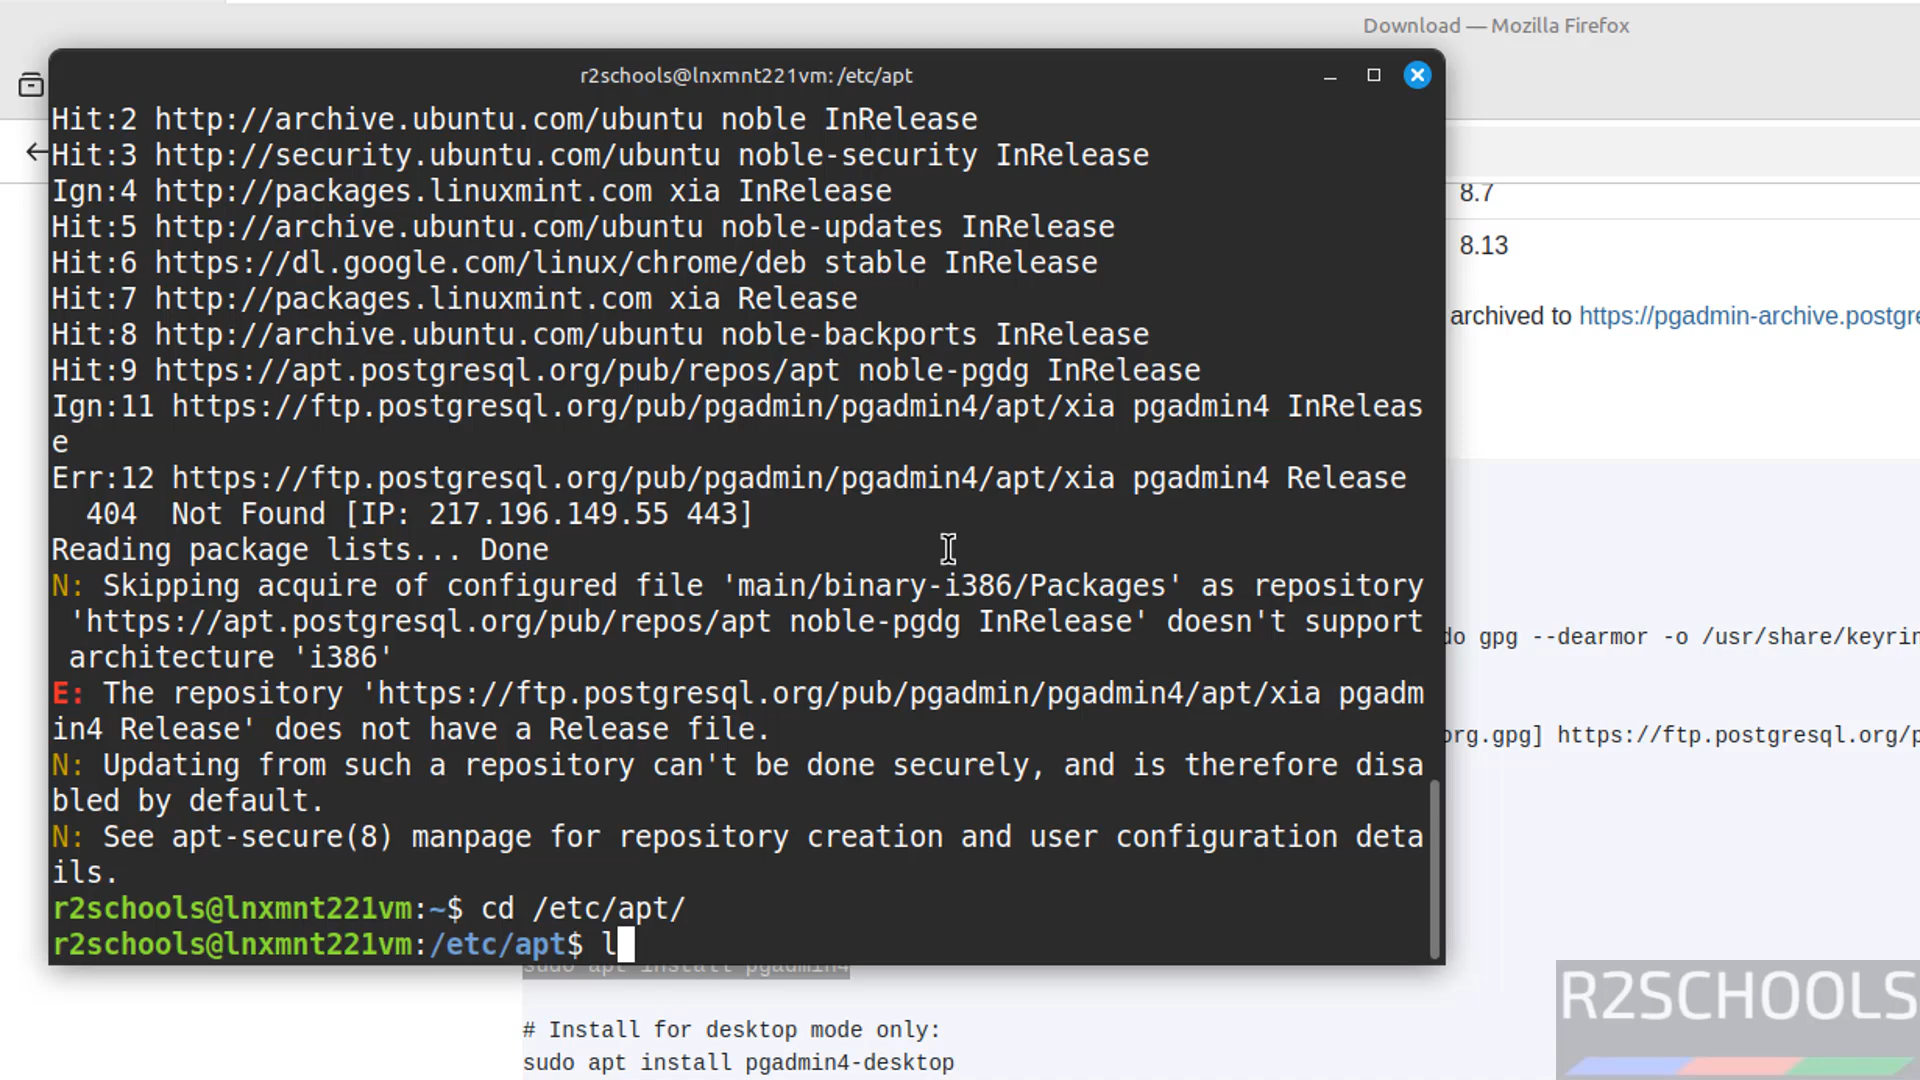 Download — Mozilla Firefox
r2schools@lnxmnt221vm: /etc/apt
Hit:2 http://archive.ubuntu.com/ubuntu noble InRelease
Hit:3 http://security.ubuntu.com/ubuntu noble-security InRelease
Ign:4 http://packages.linuxmint.com xia InRelease
Hit:5 http://archive.ubuntu.com/ubuntu noble-updates InRelease
Hit:6 https://dl.google.com/linux/chrome/deb stable InRelease
Hit:7 http://packages.linuxmint.com xia Release
Hit:8 http://archive.ubuntu.com/ubuntu noble-backports InRelease
Hit:9 https://apt.postgresql.org/pub/repos/apt noble-pgdg InRelease
Ign:11 https://ftp.postgresql.org/pub/pgadmin/pgadmin4/apt/xia pgadmin4 InReleas
e
Err:12 https://ftp.postgresql.org/pub/pgadmin/pgadmin4/apt/xia pgadmin4 Release
404  Not Found [IP: 217.196.149.55 443]
Reading package lists... Done
N: Skipping acquire of configured file 'main/binary-i386/Packages' as repository
'https://apt.postgresql.org/pub/repos/apt noble-pgdg InRelease' doesn't support
architecture 'i386'
E: The repository 'https://ftp.postgresql.org/pub/pgadmin/pgadmin4/apt/xia pgadm
in4 Release' does not have a Release file.
N: Updating from such a repository can't be done securely, and is therefore disa
bled by default.
N: See apt-secure(8) manpage for repository creation and user configuration deta
ils.
r2schools@lnxmnt221vm:~$ cd /etc/apt/
r2schools@lnxmnt221vm:/etc/apt$ l
8.7
8.13
archived to https://pgadmin-archive.postgre
do gpg --dearmor -o /usr/share/keyrin
org.gpg] https://ftp.postgresql.org/p
sudo apt install pgadmin4
# Install for desktop mode only:
sudo apt install pgadmin4-desktop
R2SCHOOLS